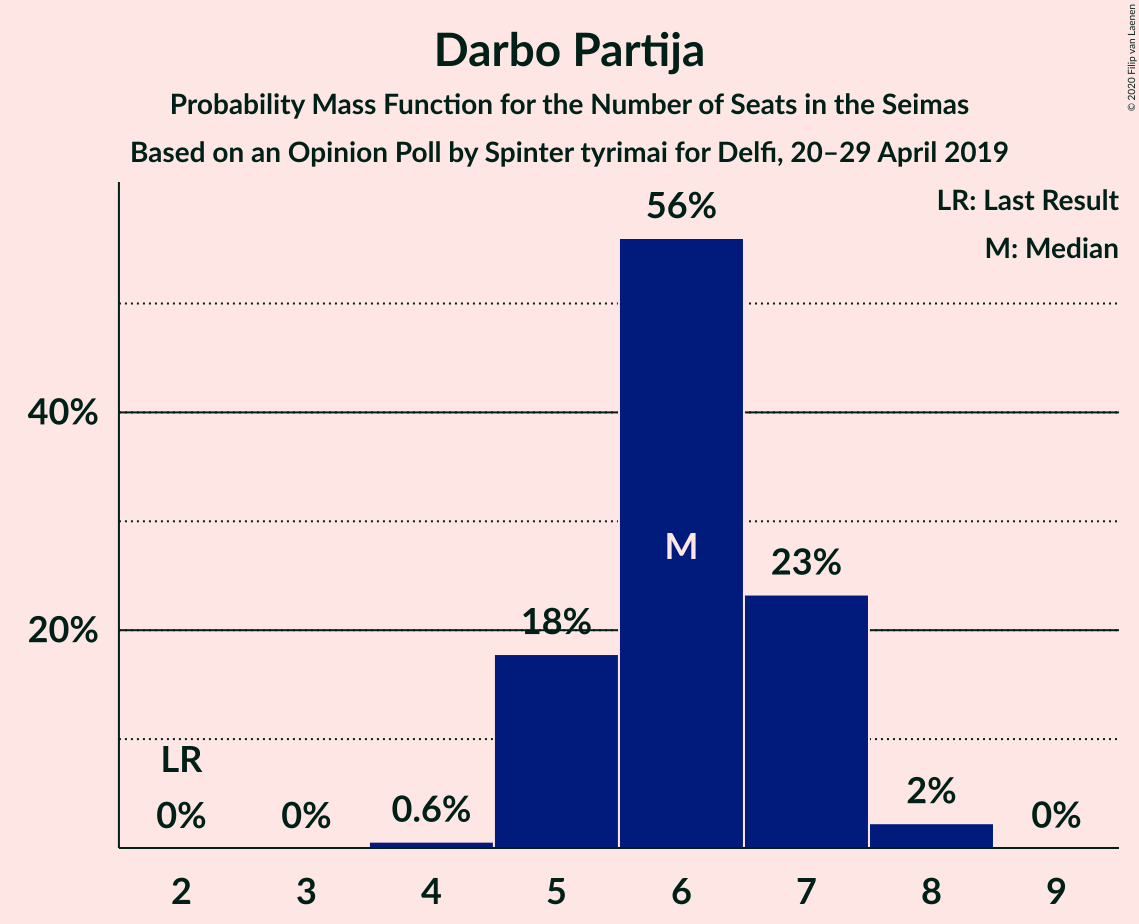 Darbo Partija
Probability Mass Function for the Number of Seats in the Seimas
Based on an Opinion Poll by Spinter tyrimai for Delfi, 20–29 April 2019
© 2020 Filip van Laenen
LR: Last Result
M: Median
56%
40%
M
23%
18%
20%
LR
0%
0%
0.6%
2%
0%
2 3 4 5 6 7 8 9